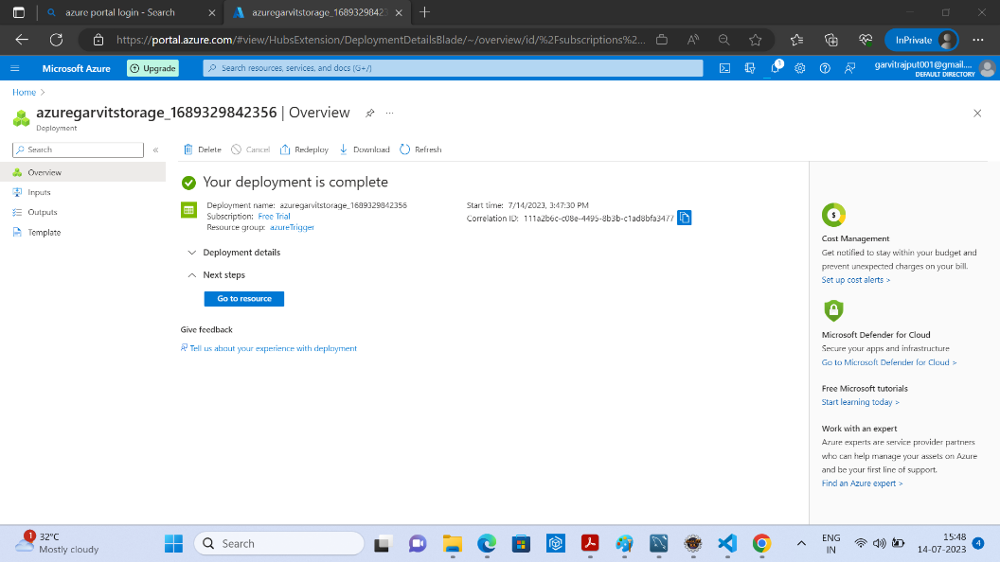 azure portal login - Search
azuregarvitstorage_1689329842
https://portal.azure.com/#view/HubsExtension/DeploymentDetailsBlade/~/overview/id/%2Fsubscriptions%2...
InPrivate
Microsoft Azure
Upgrade
Search resources, services, and docs (G+/)
1
garvitrajput001@gmail....
DEFAULT DIRECTORY
Home >
azuregarvitstorage_1689329842356 | Overview
Deployment
Search
Delete
Cancel
Redeploy
Download
Refresh
Overview
Inputs
Outputs
Template
Your deployment is complete
Deployment name: azuregarvitstorage_1689329842356
Subscription: Free Trial
Resource group: azureTrigger
Start time: 7/14/2023, 3:47:30 PM
Correlation ID: 111a2b6c-c08e-4495-8b3b-c1ad8bfa3477
Deployment details
Next steps
Go to resource
Give feedback
Tell us about your experience with deployment
Cost Management
Get notified to stay within your budget and
prevent unexpected charges on your bill.
Set up cost alerts >
Microsoft Defender for Cloud
Secure your apps and infrastructure
Go to Microsoft Defender for Cloud >
Free Microsoft tutorials
Start learning today >
Work with an expert
Azure experts are service provider partners
who can help manage your assets on Azure
and be your first line of support.
Find an Azure expert >
1
32°C
Mostly cloudy
Search
ENG
IN
15:48
14-07-2023
4